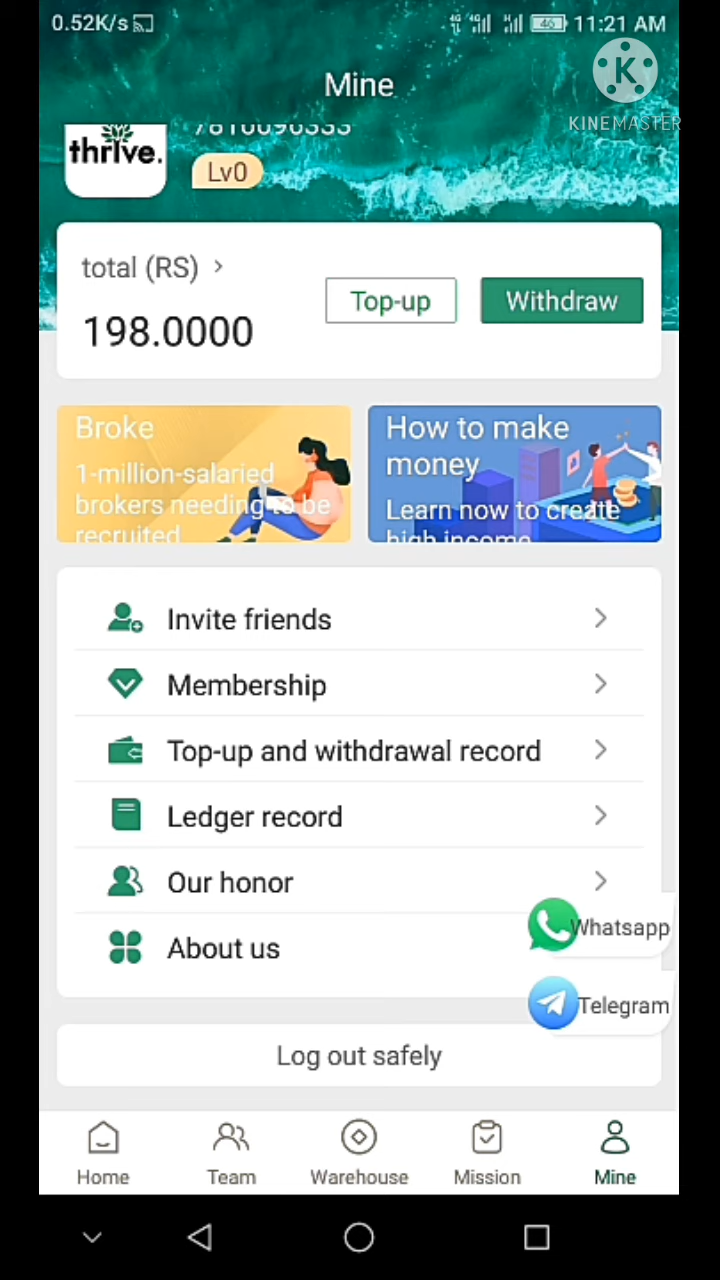 0.52K/s
46 11:21 AM
Mine
KINEMASTER
thrive.
Lv0
total (RS) >
198.0000
Top-up
Withdraw
Broke
1-million-salaried
brokers needing to be
recruited
How to make
money
Learn now to create
high income
Invite friends
Membership
Top-up and withdrawal record
Ledger record
Our honor
About us
Whatsapp
Telegram
Log out safely
Home
Team
Warehouse
Mission
Mine